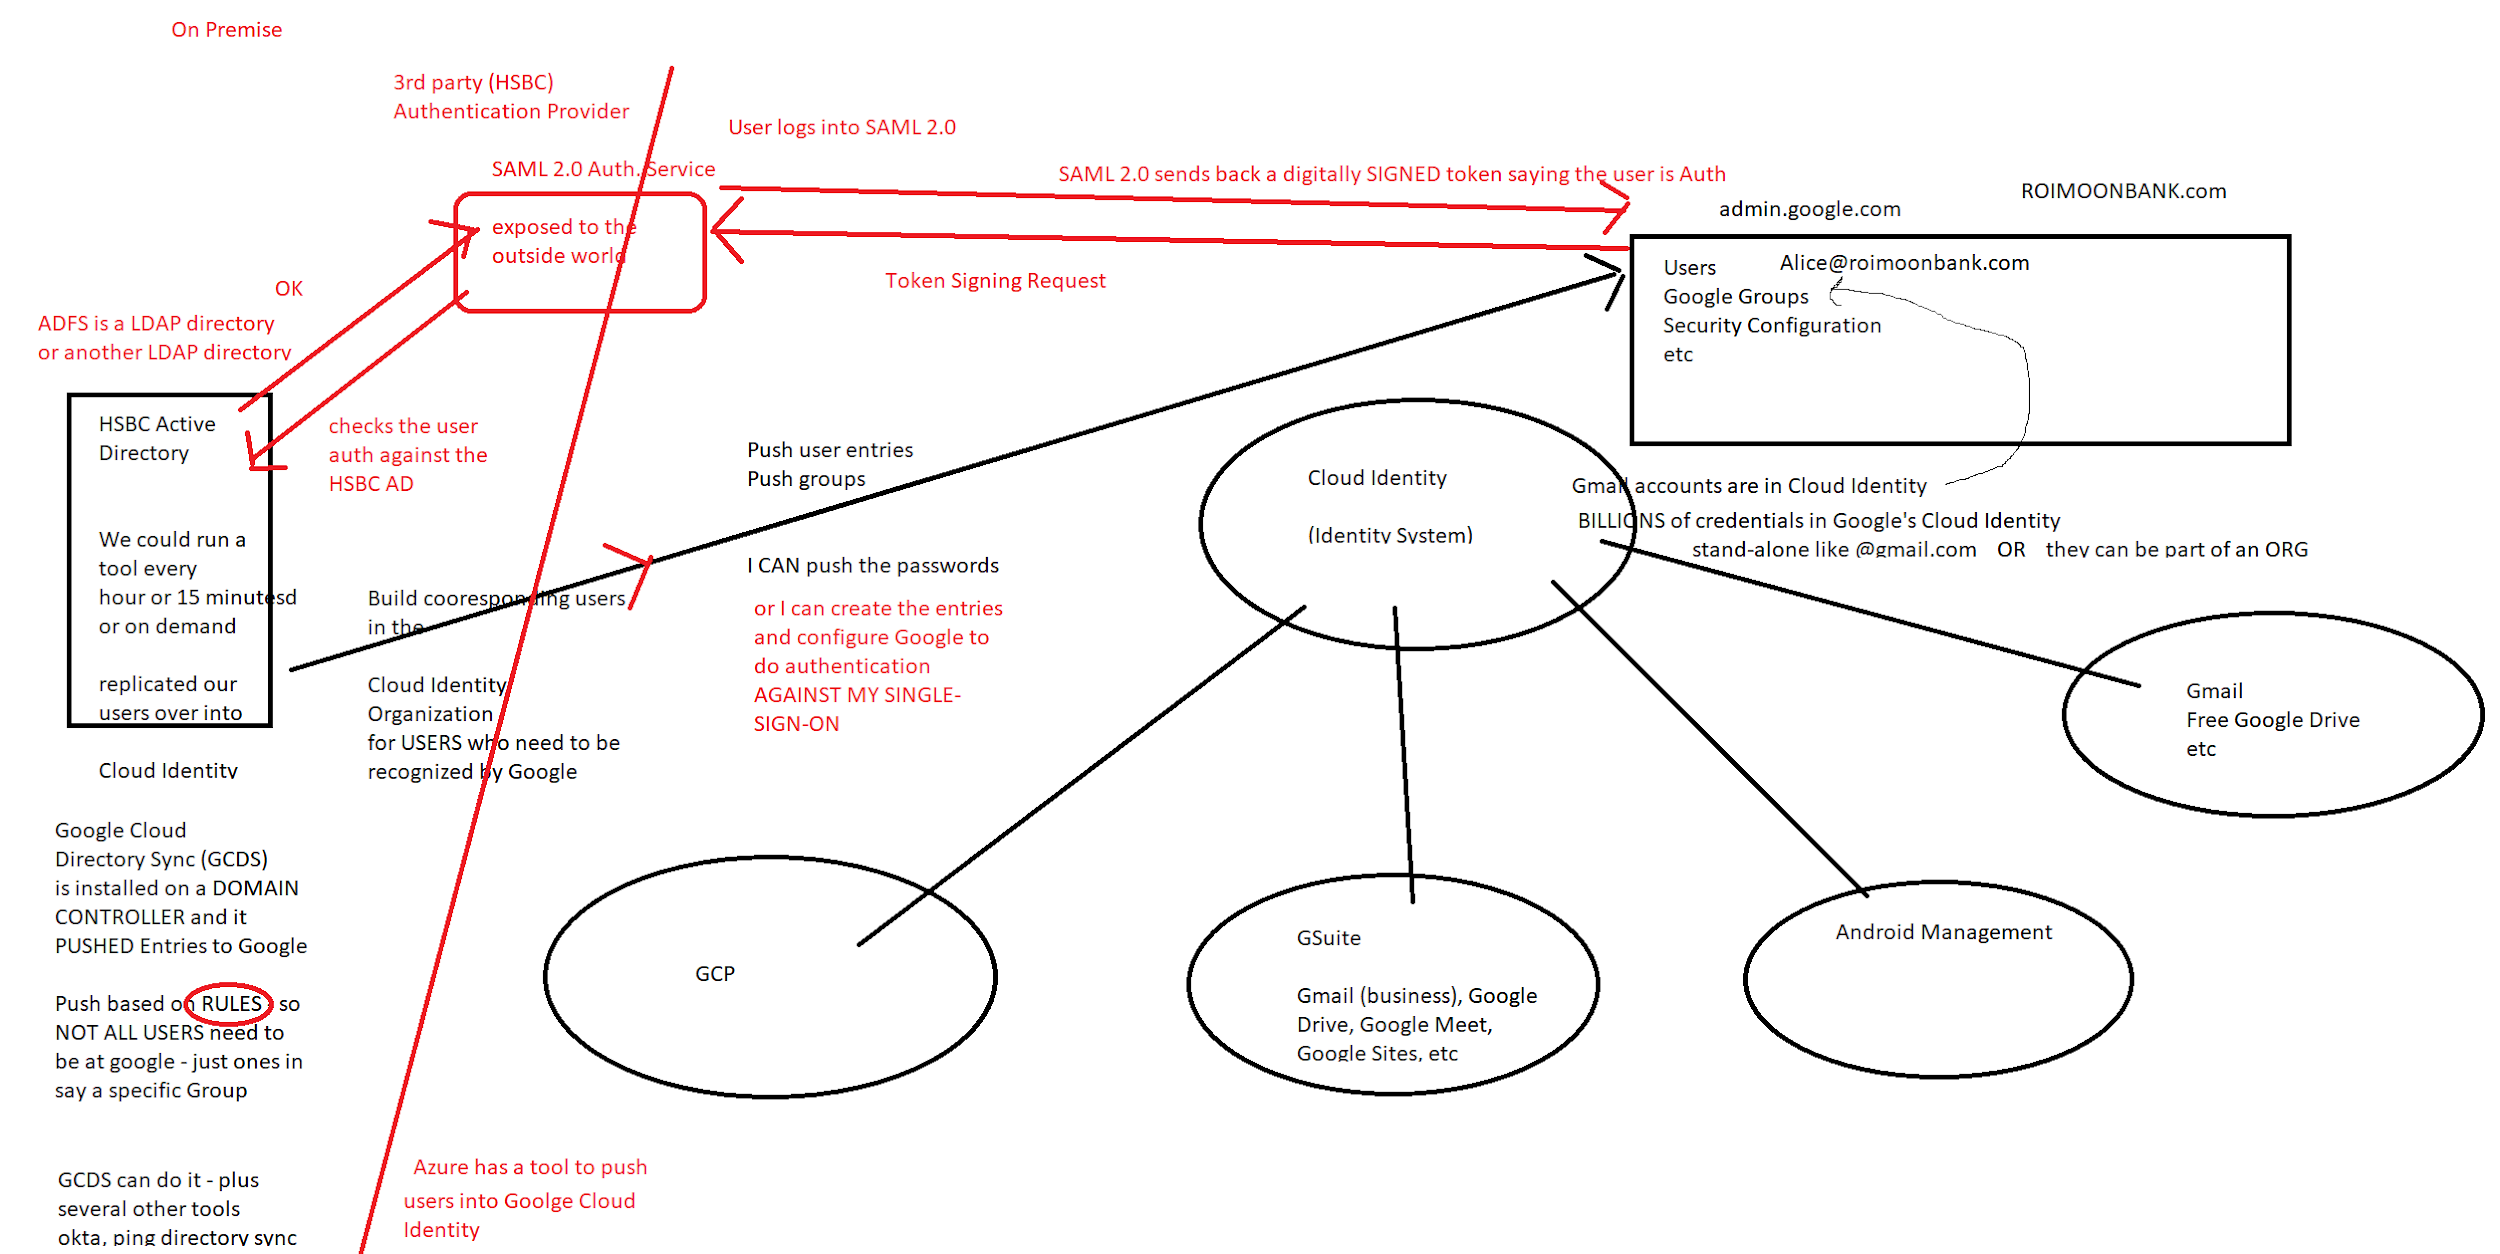 On Premise
3rd party (HSBC)
Authentication Provider
User logs into SAML 2.0
SAML 2.0 Auth. Service
SAML 2.0 sends back a digitally SIGNED token saying the user is Auth
ROIMOONBANK.com
admin.google.com
exposed to the
outside world
Token Signing Request
Users
Google Groups
Security Configuration
etc
Alice@roimoonbank.com
OK
ADFS is a LDAP directory
or another LDAP directory
HSBC Active
Directory
We could run a
tool every
hour or 15 minutesd
or on demand
replicated our
users over into
Cloud Identity
checks the user
auth against the
HSBC AD
Push user entries
Push groups
I CAN push the passwords
or I can create the entries
and configure Google to
do authentication
AGAINST MY SINGLE-
SIGN-ON
Build cooresponding users
in the
Cloud Identity
Organization
for USERS who need to be
recognized by Google
Cloud Identity
(Identity System)
Gmail accounts are in Cloud Identity
BILLIONS of credentials in Google's Cloud Identity
stand-alone like @gmail.com OR they can be part of an ORG
Gmail
Free Google Drive
etc
Google Cloud
Directory Sync (GCDS)
is installed on a DOMAIN
CONTROLLER and it
PUSHED Entries to Google
Push based on RULES - so
NOT ALL USERS need to
be at google - just ones in
say a specific Group
GCDS can do it - plus
several other tools
okta, ping directory sync
GCP
GSuite
Gmail (business), Google
Drive, Google Meet,
Google Sites, etc
Android Management
Azure has a tool to push
users into Goolge Cloud
Identity